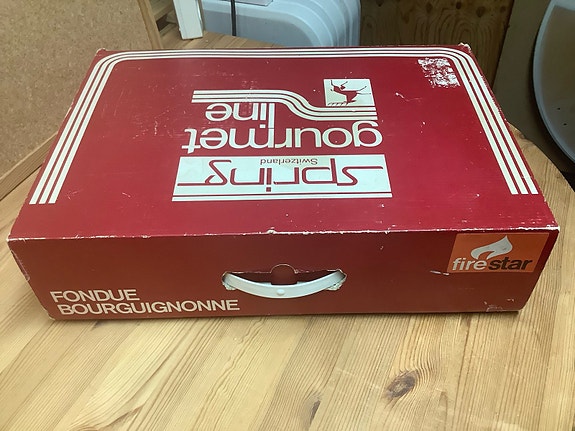 spring
Switzerland
gourmet
line
FONDUE
BOURGUIGNONNE
firestar